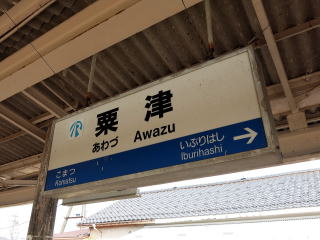 粟津
あわづ Awazu
こまつ
Komatsu
いぶりはし
Iburihashi